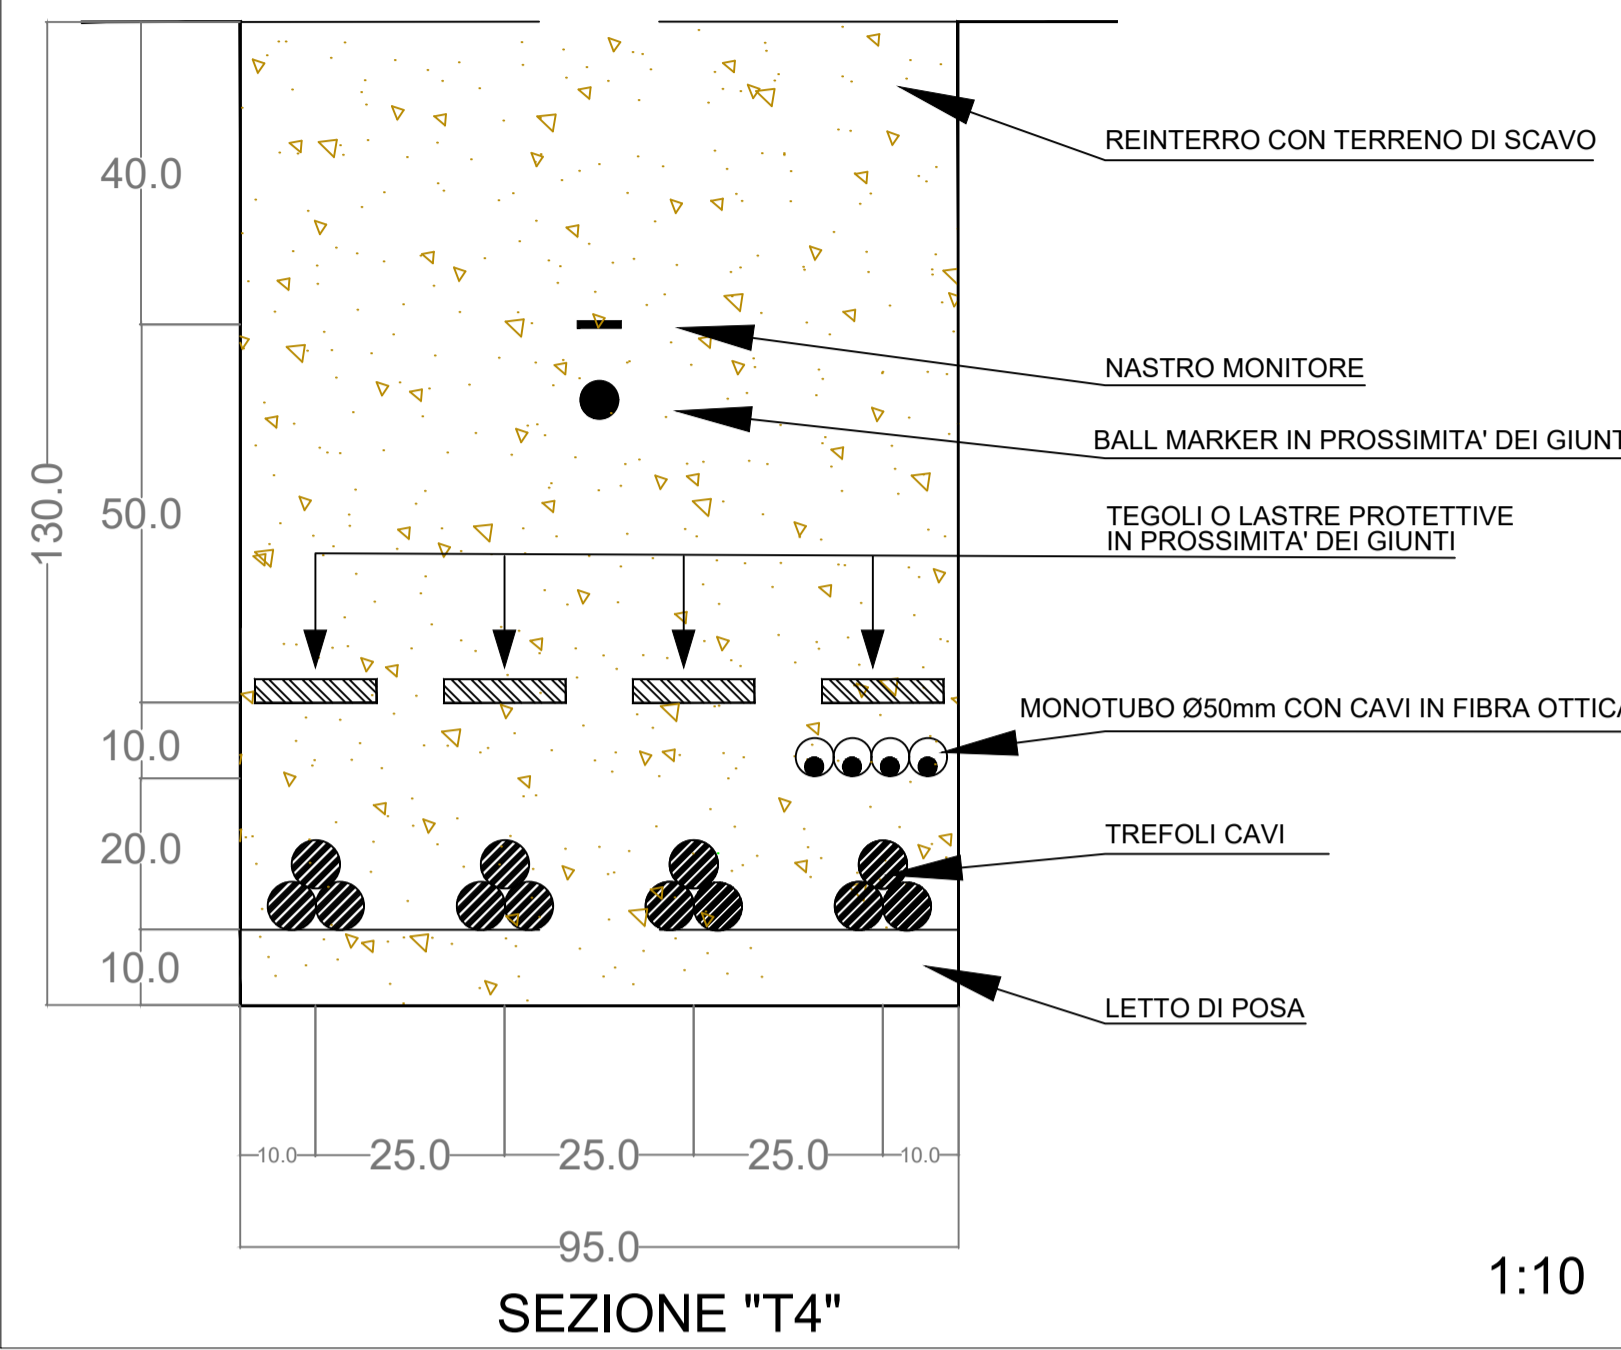 REINTERRO CON TERRENO DI SCAVO
40.0
NASTRO MONITORE
BALL MARKER IN PROSSIMITA' DEI GIUNT
130.0
50.0
TEGOLI O LASTRE PROTETTIVE
IN PROSSIMITA' DEI GIUNTI
MONOTUBO Ø50mm CON CAVI IN FIBRA OTTICA
10.0
TREFOLI CAVI
20.0
10.0
LETTO DI POSA
10.0
25.0
25.0
25.0
10.0
95.0
1:10
SEZIONE "T4"